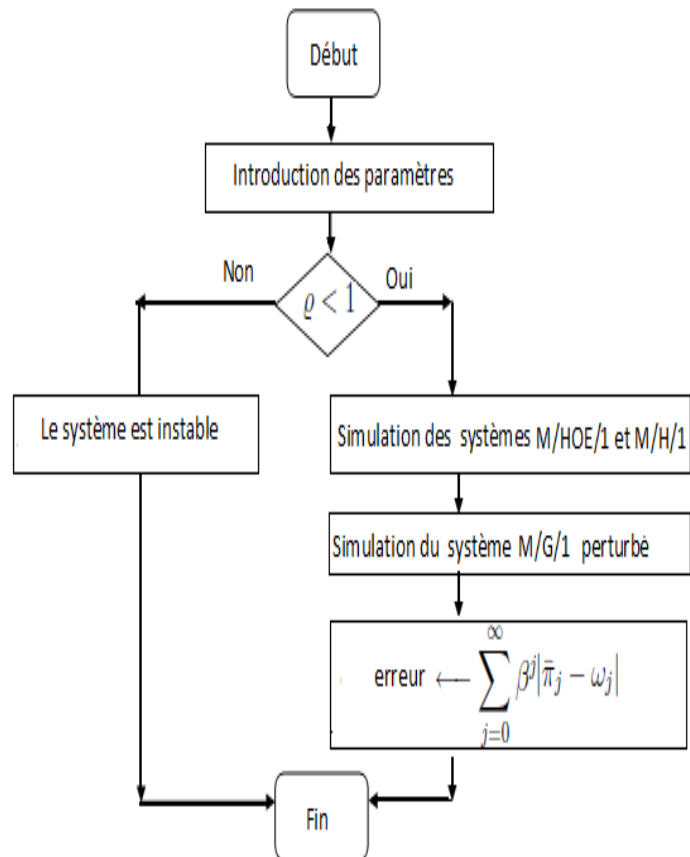 Début
Introduction des paramètres
Non
Oui
ϱ < 1
Le système est instable
Simulation des systèmes M/HOE/1 et M/H/1
Simulation du système M/G/1 perturbé
erreur ⟵ ∑_{j=0}^{∞} β^j|π̄_j − ω_j|
Fin